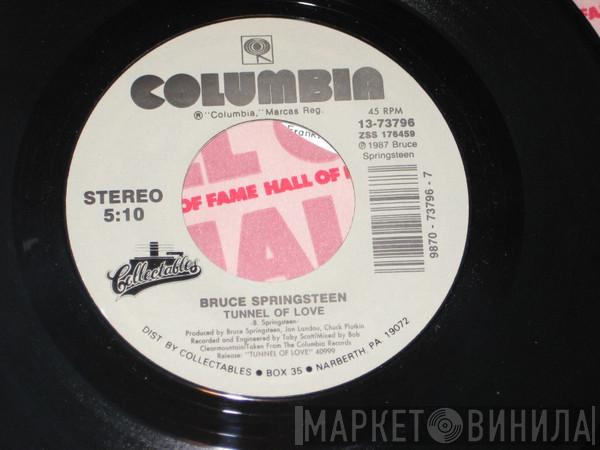 COLUMBIA
®"Columbia," Marcas Reg.
45 RPM
13-73796
ZSS 176459
℗ 1987 Bruce
Springsteen
STEREO
5:10
OF FAME HALL OF
Collectables
9870 - 73796 - 7
BRUCE SPRINGSTEEN
TUNNEL OF LOVE
-B. Springsteen-
Produced by Bruce Springsteen, Jon Landau, Chuck Plotkin
Recorded and Engineered by Toby Scott/Mixed by Bob
Clearmountain/Taken From The Columbia Records
Release: "TUNNEL OF LOVE" 40999
DIST. BY COLLECTABLES • BOX 35 • NARBERTH, PA 19072
МАРКЕТ ВИНИЛА